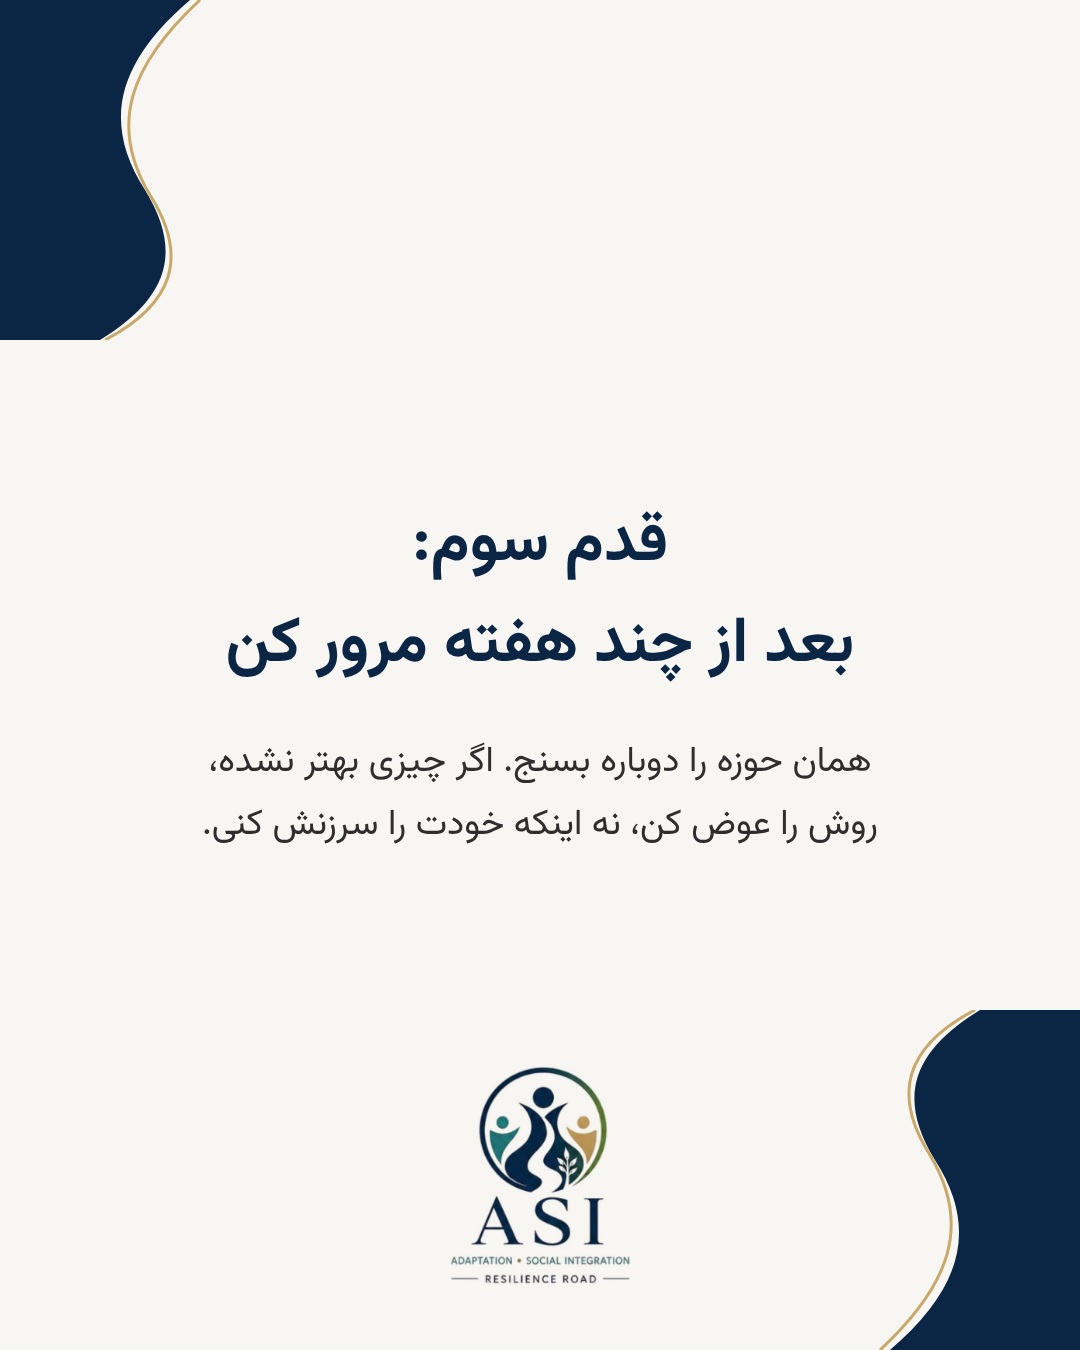 قدم سوم:
بعد از چند هفته مرور کن
همان حوزه را دوباره بسنج. اگر چیزی بهتر نشده،
روش را عوض کن، نه اینکه خودت را سرزنش کنی.
ASI
ADAPTATION • SOCIAL INTEGRATION
RESILIENCE ROAD